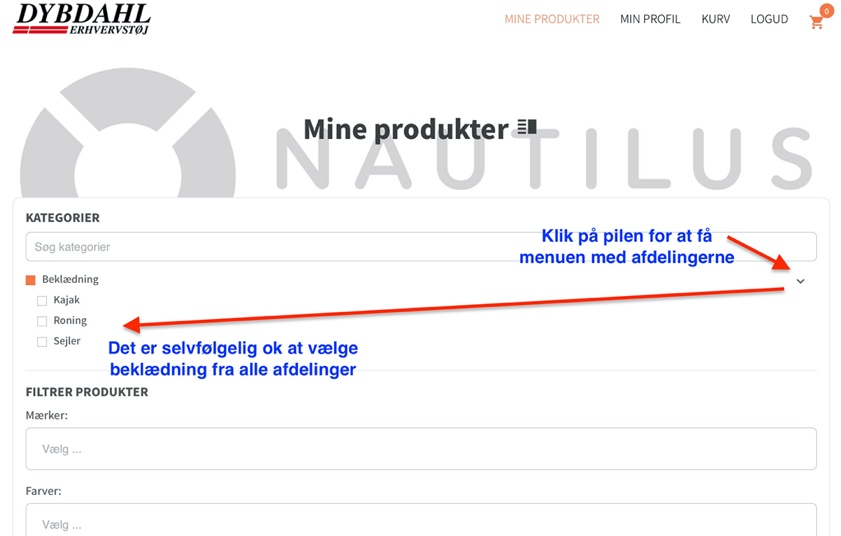 DYBDAHL
ERHVERVSTØJ
MINE PRODUKTER MIN PROFIL KURV LOGUD 0
NAUTILUS
Mine produkter
KATEGORIER
Søg kategorier
Klik på pilen for at få
menuen med afdelingerne
Beklædning
Kajak
Roning
Sejler
Det er selvfølgelig ok at vælge
beklædning fra alle afdelinger
FILTRER PRODUKTER
Mærker:
Vælg ...
Farver:
Vælg ...